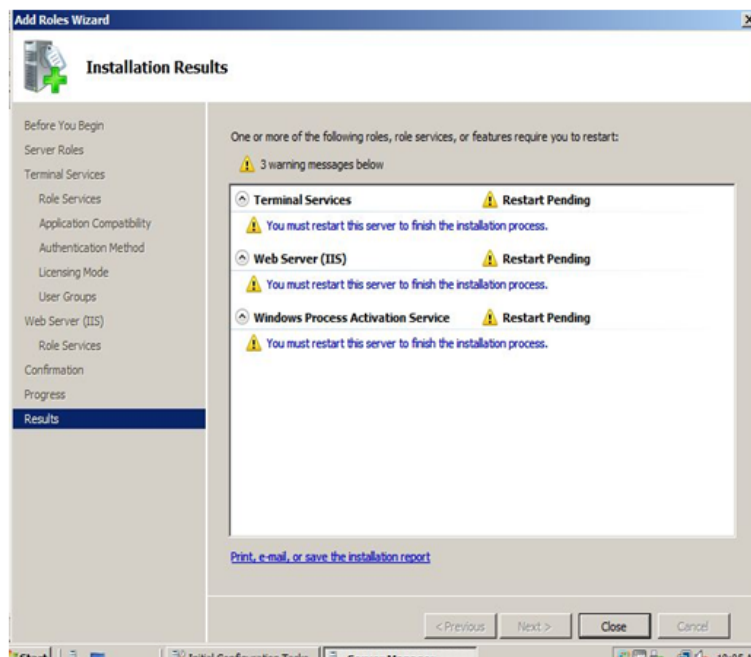 Add Roles Wizard
Installation Results
Before You Begin
Server Roles
Terminal Services
Role Services
Application Compatibility
Authentication Method
Licensing Mode
User Groups
Web Server (IIS)
Role Services
Confirmation
Progress
Results
One or more of the following roles, role services, or features require you to restart:
3 warning messages below
Terminal Services Restart Pending
You must restart this server to finish the installation process.
Web Server (IIS) Restart Pending
You must restart this server to finish the installation process.
Windows Process Activation Service Restart Pending
You must restart this server to finish the installation process.
Print, e-mail, or save the installation report
< Previous Next > Close Cancel